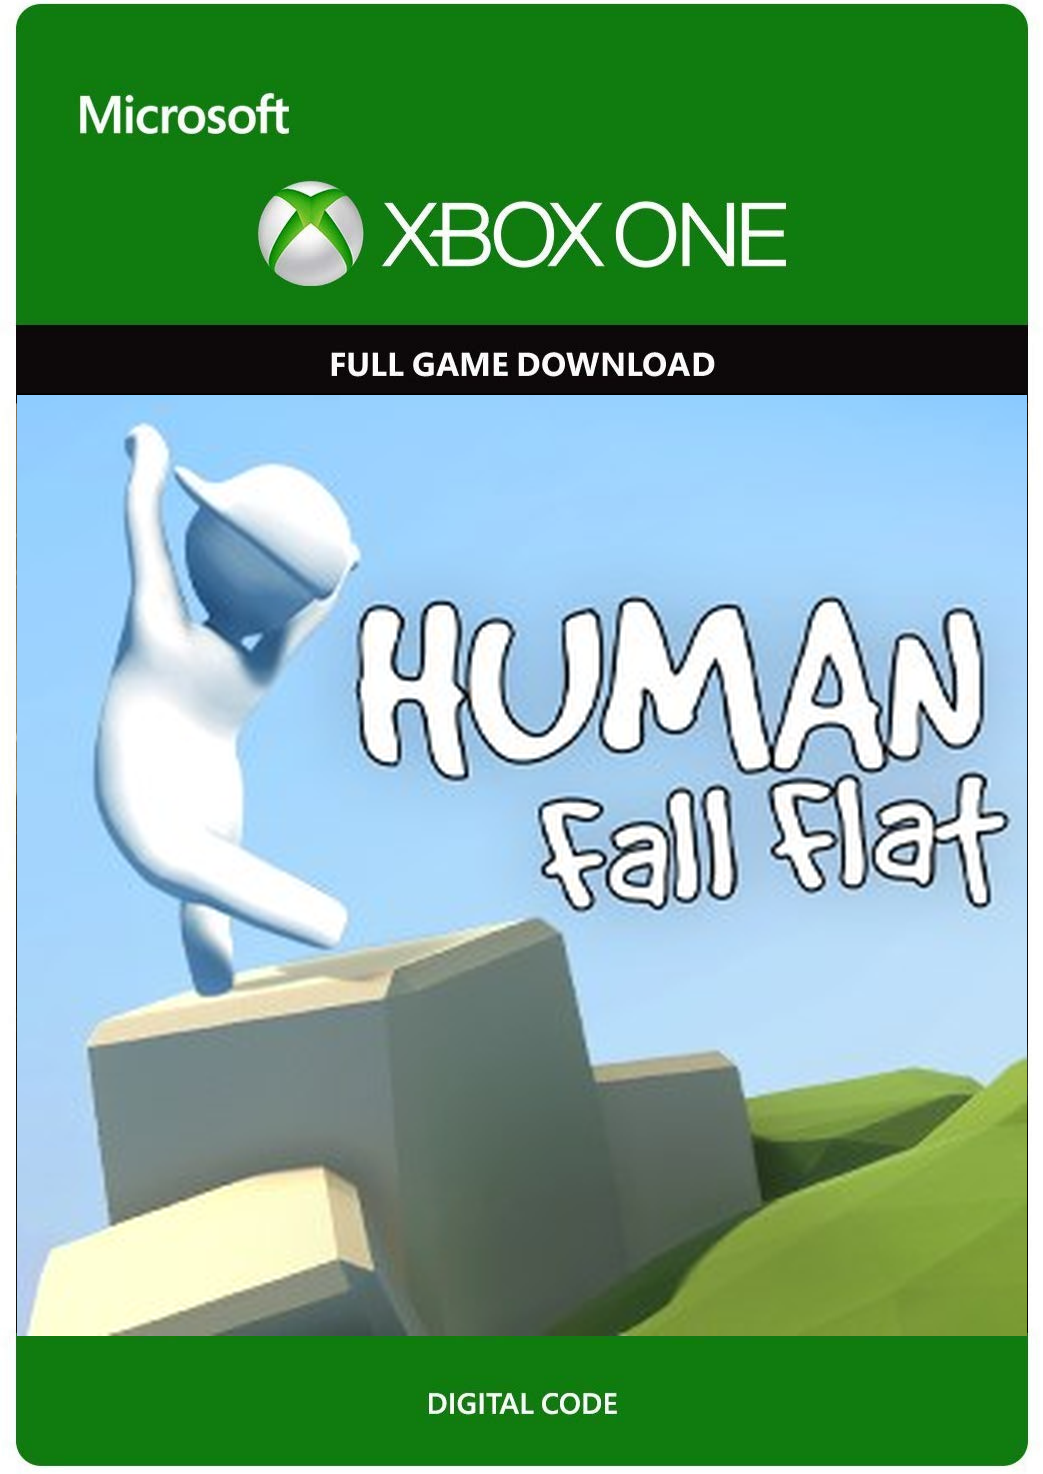 Microsoft
XBOX ONE
FULL GAME DOWNLOAD
HUMAN
fall flat
DIGITAL CODE